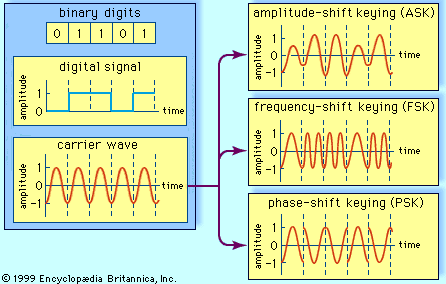 binary digits
0 1 1 0 1
digital signal
amplitude
1
0
time
carrier wave
amplitude
1
0
−1
time
amplitude-shift keying (ASK)
amplitude
1
0
−1
time
frequency-shift keying (FSK)
amplitude
1
0
−1
time
phase-shift keying (PSK)
amplitude
1
0
−1
time
© 1999 Encyclopædia Britannica, Inc.